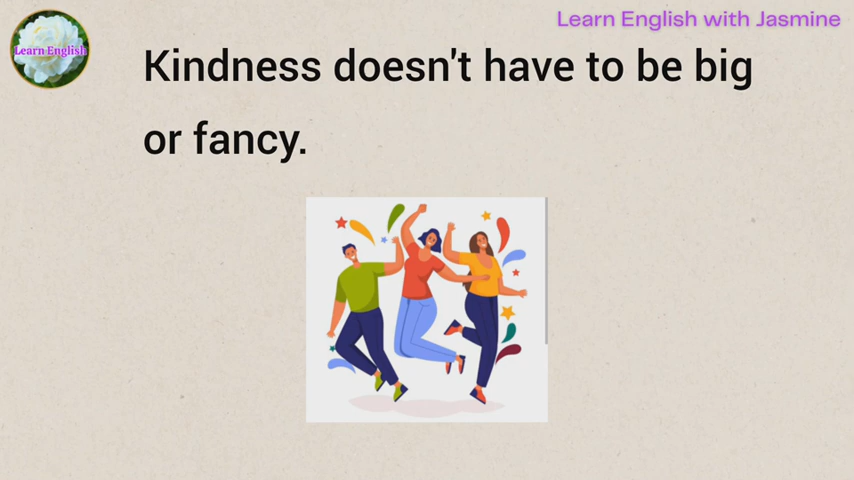 Learn English with Jasmine
Learn English
Kindness doesn't have to be big
or fancy.